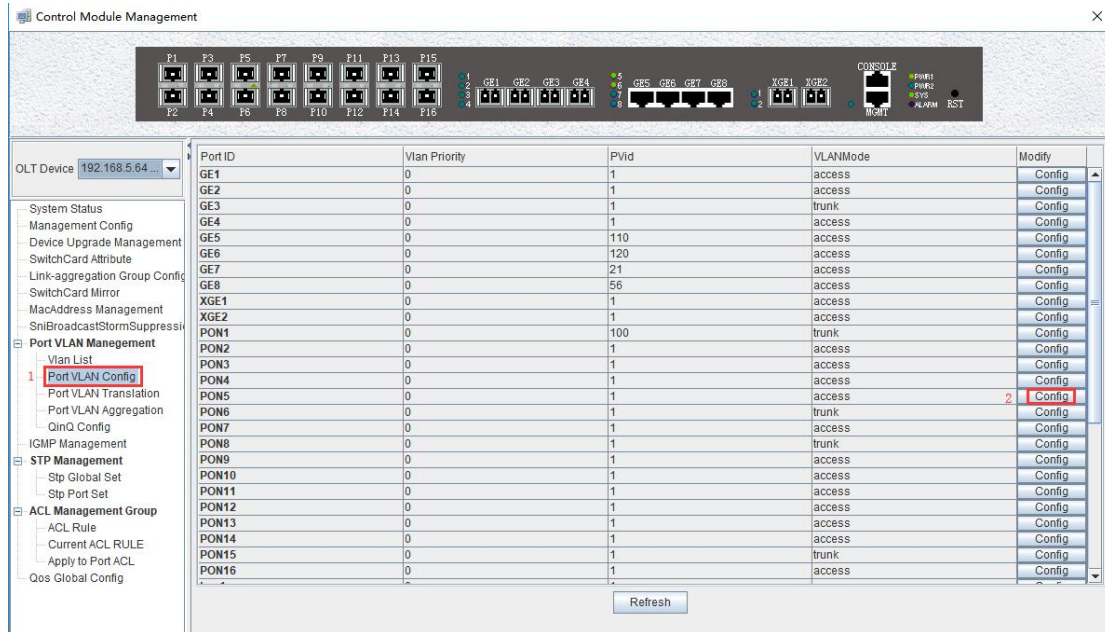 Control Module Management
P1 P3 P5 P7 P9 P11 P13 P15
P2 P4 P6 P8 P10 P12 P14 P16
1
2
3
4
GE1 GE2 GE3 GE4
5
6
7
8
GE5 GE6 GE7 GE8
1
2
XGE1 XGE2
CONSOLE
MGMT
PWR1
PWR2
SYS
ALARM
RST
OLT Device 192.168.5.64 ...
System Status
Management Config
Device Upgrade Management
SwitchCard Attribute
Link-aggregation Group Config
SwitchCard Mirror
MacAddress Management
SniBroadcastStormSuppressi
Port VLAN Manegement
Vlan List
1 Port VLAN Config
Port VLAN Translation
Port VLAN Aggregation
QinQ Config
IGMP Management
STP Management
Stp Global Set
Stp Port Set
ACL Management Group
ACL Rule
Current ACL RULE
Apply to Port ACL
Qos Global Config
Port ID Vlan Priority PVid VLANMode Modify
GE1 0 1 access Config
GE2 0 1 access Config
GE3 0 1 trunk Config
GE4 0 1 access Config
GE5 0 110 access Config
GE6 0 120 access Config
GE7 0 21 access Config
GE8 0 56 access Config
XGE1 0 1 access Config
XGE2 0 1 access Config
PON1 0 100 trunk Config
PON2 0 1 access Config
PON3 0 1 access Config
PON4 0 1 access Config
PON5 0 1 access 2 Config
PON6 0 1 trunk Config
PON7 0 1 access Config
PON8 0 1 trunk Config
PON9 0 1 access Config
PON10 0 1 access Config
PON11 0 1 access Config
PON12 0 1 access Config
PON13 0 1 access Config
PON14 0 1 access Config
PON15 0 1 trunk Config
PON16 0 1 access Config
Refresh